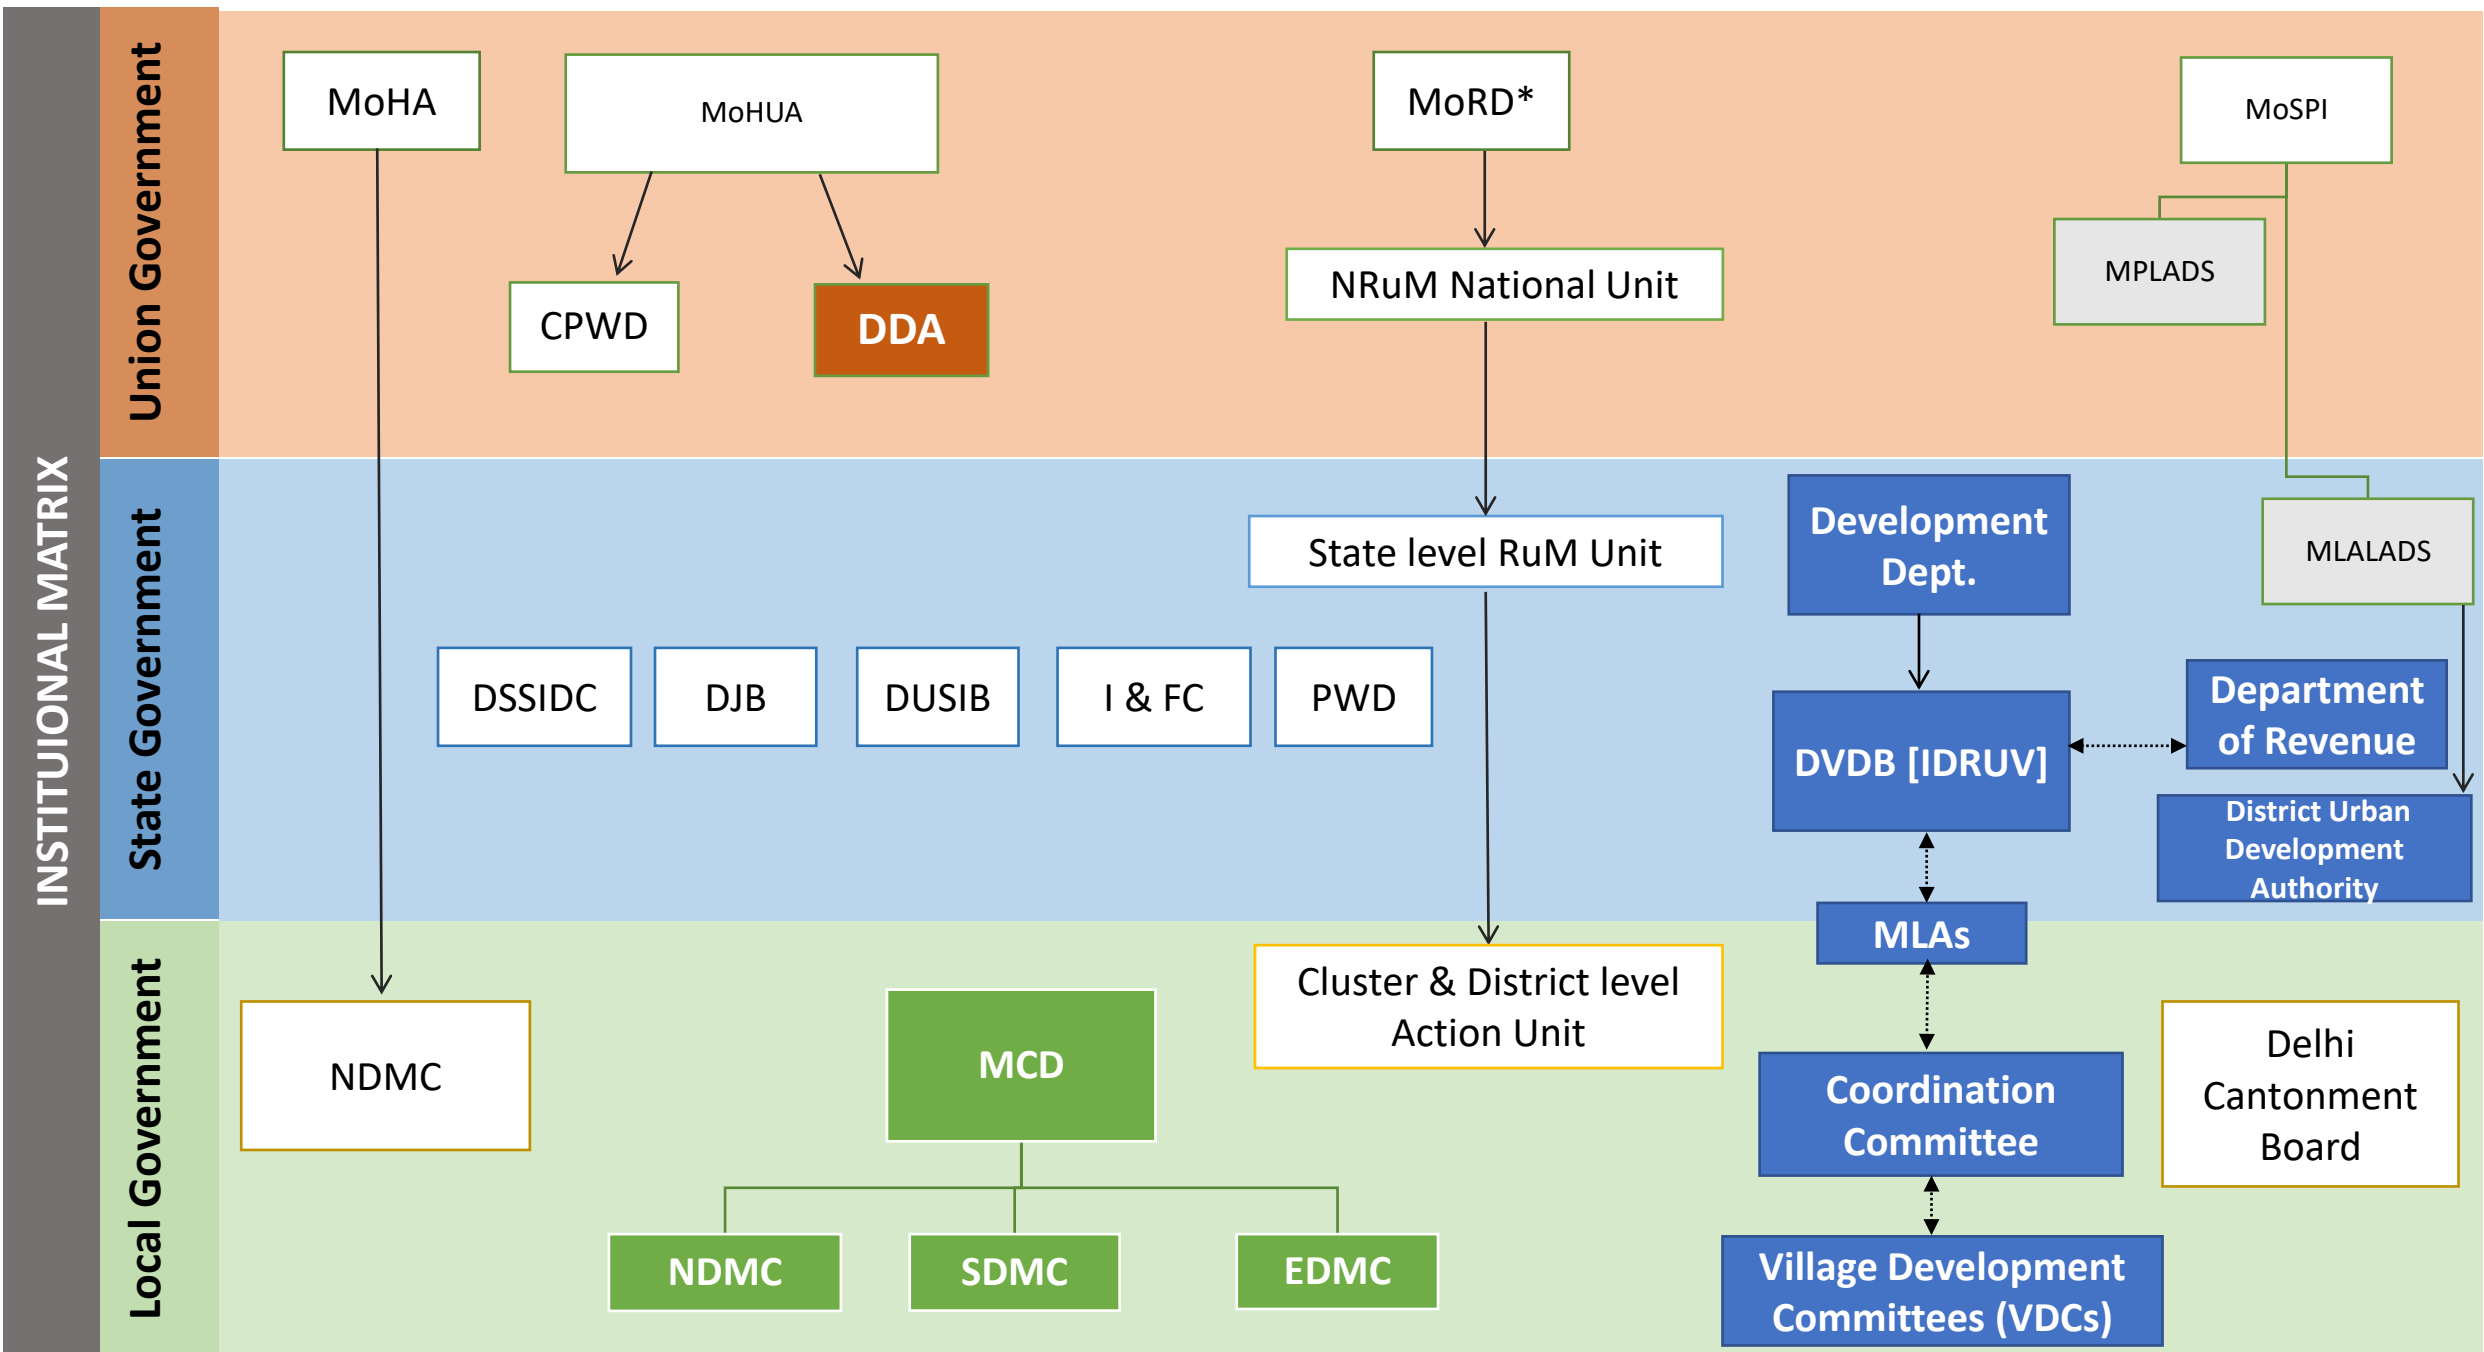 INSTITUIONAL MATRIX
Union Government
MoHA
MoHUA
MoRD*
MoSPI
CPWD
DDA
NRuM National Unit
MPLADS
State Government
State level RuM Unit
Development
Dept.
MLALADS
DSSIDC
DJB
DUSIB
I & FC
PWD
DVDB [IDRUV]
Department
of Revenue
District Urban
Development
Authority
MLAs
Local Government
NDMC
MCD
Cluster & District level
Action Unit
Coordination
Committee
Delhi
Cantonment
Board
NDMC
SDMC
EDMC
Village Development
Committees (VDCs)